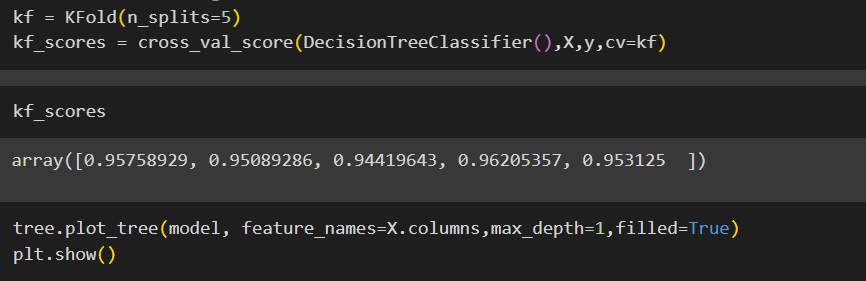 kf = KFold(n_splits=5)
kf_scores = cross_val_score(DecisionTreeClassifier(),X,y,cv=kf)
kf_scores
array([0.95758929, 0.95089286, 0.94419643, 0.96205357, 0.953125  ])
tree.plot_tree(model, feature_names=X.columns,max_depth=1,filled=True)
plt.show()